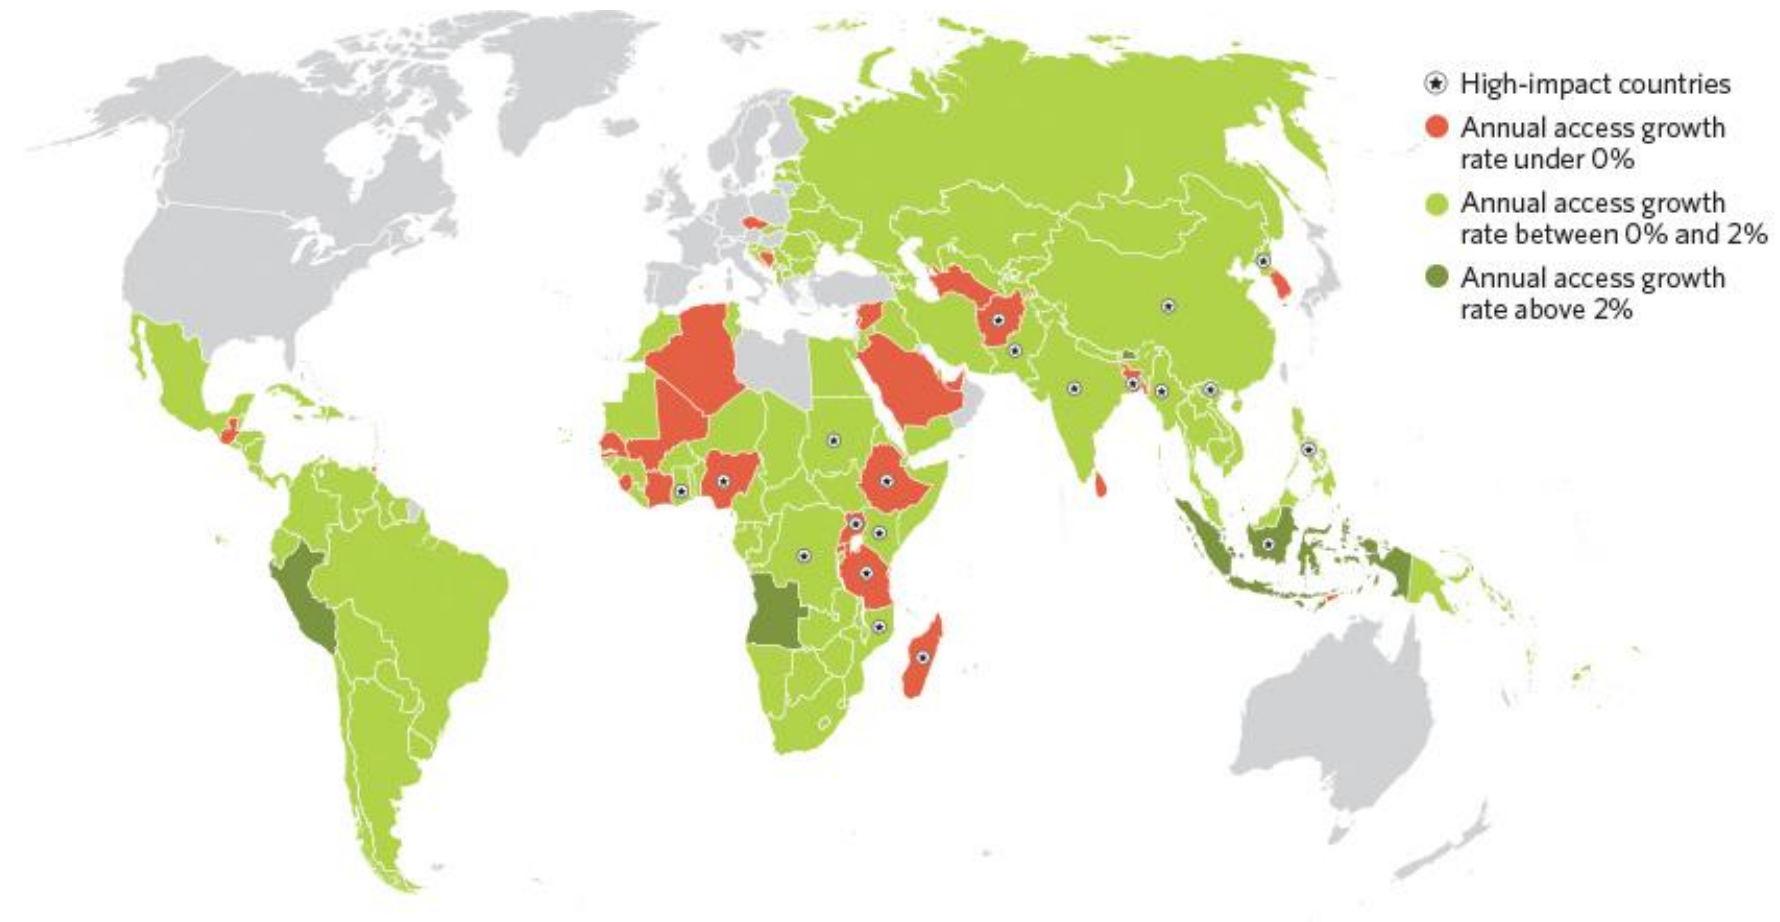 High-impact countries
Annual access growth
rate under 0%
Annual access growth
rate between 0% and 2%
Annual access growth
rate above 2%